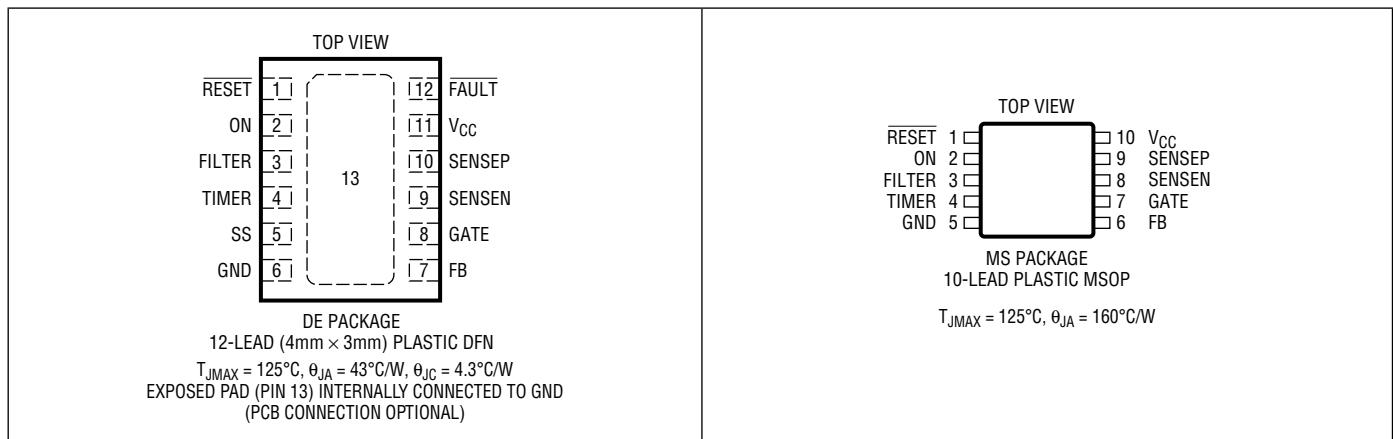 TOP VIEW
R̅E̅S̅E̅T̅ 1 12 F̅A̅U̅L̅T̅
ON 2 11 VCC
FILTER 3 10 SENSEP
13
TIMER 4 9 SENSEN
SS 5 8 GATE
GND 6 7 FB
DE PACKAGE
12-LEAD (4mm × 3mm) PLASTIC DFN
TJMAX = 125°C, θJA = 43°C/W, θJC = 4.3°C/W
EXPOSED PAD (PIN 13) INTERNALLY CONNECTED TO GND
(PCB CONNECTION OPTIONAL)
TOP VIEW
R̅E̅S̅E̅T̅ 1 10 VCC
ON 2 9 SENSEP
FILTER 3 8 SENSEN
TIMER 4 7 GATE
GND 5 6 FB
MS PACKAGE
10-LEAD PLASTIC MSOP
TJMAX = 125°C, θJA = 160°C/W